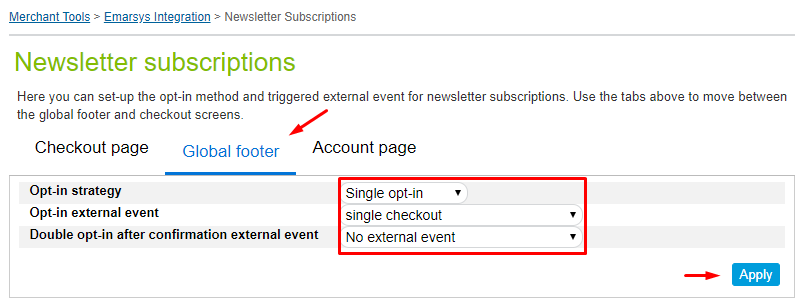 Merchant Tools > Emarsys Integration > Newsletter Subscriptions
Newsletter subscriptions
Here you can set-up the opt-in method and triggered external event for newsletter subscriptions. Use the tabs above to move between
the global footer and checkout screens.
Checkout page Global footer Account page
Opt-in strategy Single opt-in
Opt-in external event single checkout
Double opt-in after confirmation external event No external event
Apply